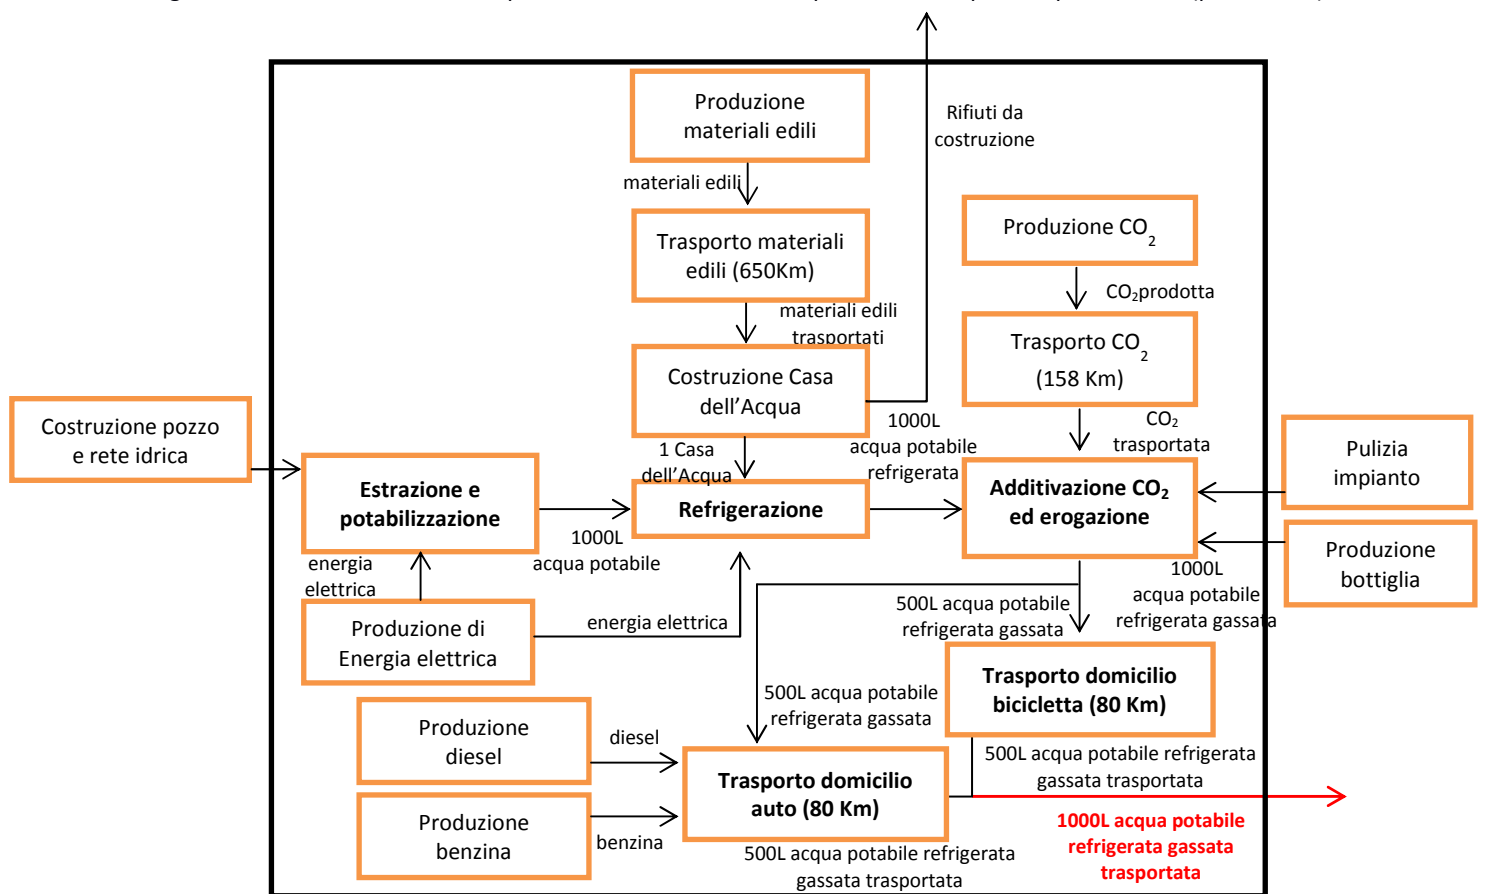 Produzione
materiali edili
Rifiuti da
costruzione
materiali edili
Trasporto materiali
edili (650Km)
Produzione CO2
CO2prodotta
materiali edili
trasportati
Trasporto CO2
(158 Km)
Costruzione Casa
dell'Acqua
1000L
acqua potabile
refrigerata
CO2
trasportata
Costruzione pozzo
e rete idrica
1 Casa
dell'Acqua
Pulizia
impianto
Estrazione e
potabilizzazione
Refrigerazione
Additivazione CO2
ed erogazione
1000L
acqua potabile
Produzione
bottiglia
energia
elettrica
1000L
acqua potabile
refrigerata gassata
500L acqua potabile
refrigerata gassata
Produzione di
Energia elettrica
energia elettrica
Trasporto domicilio
bicicletta (80 Km)
500L acqua potabile
refrigerata gassata
Produzione
diesel
diesel
500L acqua potabile refrigerata
gassata trasportata
Trasporto domicilio
auto (80 Km)
Produzione
benzina
benzina
1000L acqua potabile
refrigerata gassata
trasportata
500L acqua potabile refrigerata
gassata trasportata